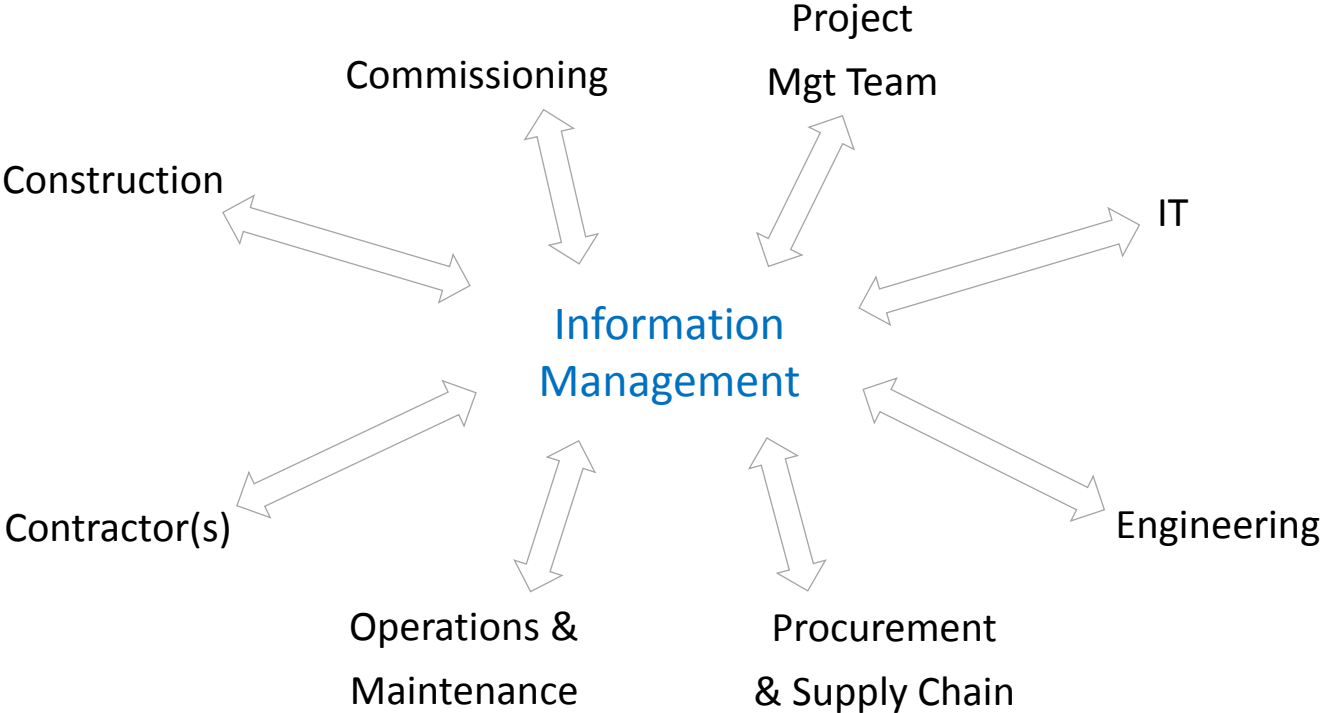 Project
Mgt Team
Commissioning
Construction
IT
Information
Management
Contractor(s)
Engineering
Operations &
Maintenance
Procurement
& Supply Chain